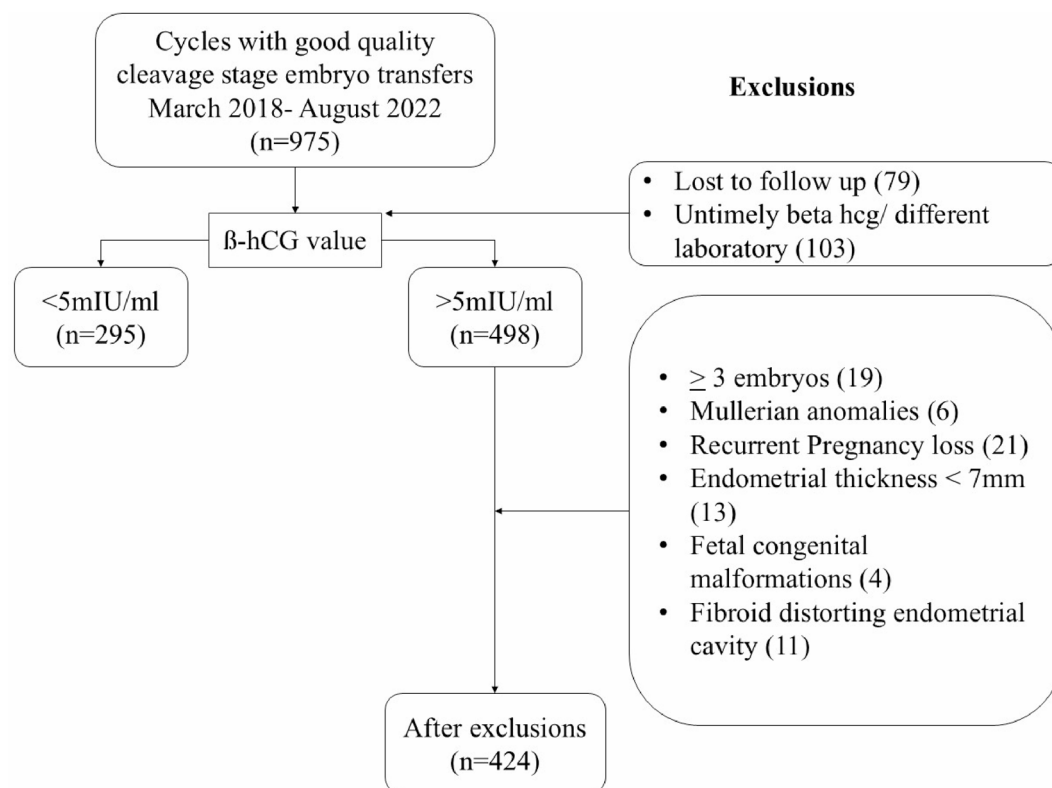 Cycles with good quality
cleavage stage embryo transfers
March 2018- August 2022
(n=975)
Exclusions
• Lost to follow up (79)
• Untimely beta hcg/ different
laboratory (103)
ß-hCG value
<5mIU/ml
(n=295)
>5mIU/ml
(n=498)
• ≥ 3 embryos (19)
• Mullerian anomalies (6)
• Recurrent Pregnancy loss (21)
• Endometrial thickness < 7mm
(13)
• Fetal congenital
malformations (4)
• Fibroid distorting endometrial
cavity (11)
After exclusions
(n=424)